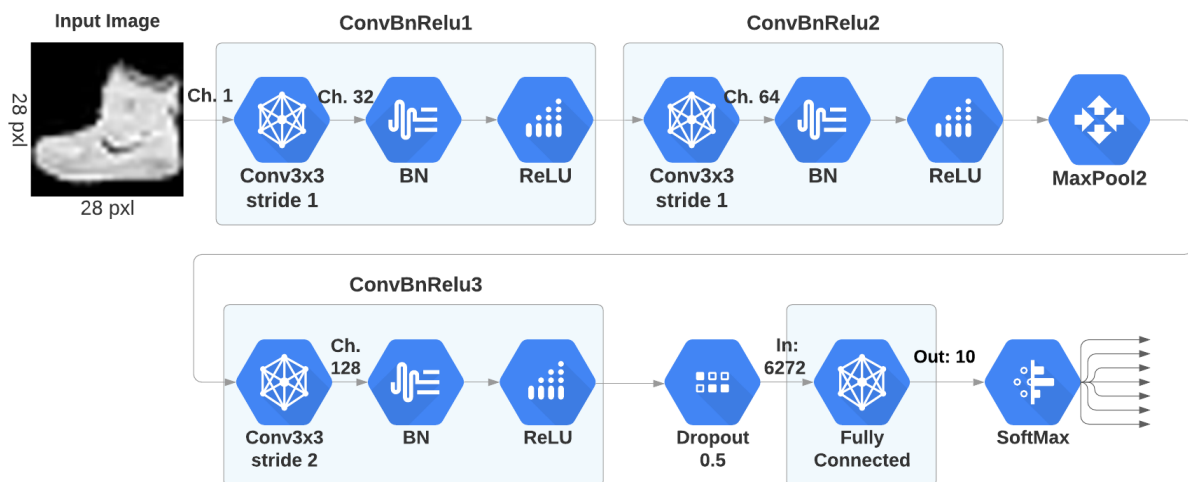 Input Image
ConvBnRelu1
ConvBnRelu2
28 pxl
28 pxl
Ch. 1
Ch. 32
Conv3x3
stride 1
BN
ReLU
Ch. 64
Conv3x3
stride 1
BN
ReLU
MaxPool2
ConvBnRelu3
Ch.
128
Conv3x3
stride 2
BN
ReLU
Dropout
0.5
In:
6272
Fully
Connected
Out: 10
SoftMax